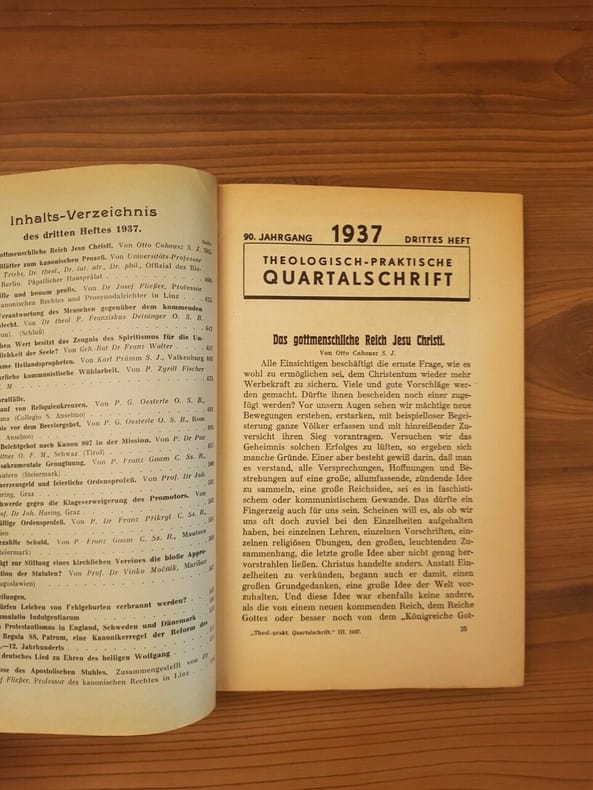 Inhalts-Verzeichnis
des dritten Heftes 1937.
gottmenschliche Reich Jesu Christi. Von Otto Cohausz S. J.
Blätter zum kanonischen Prozeß. Von Universitäts-Professor
Triebs, Dr. theol., Dr. iur. utr., Dr. phil., Offizial des Bis-
Berlin. Päpstlicher Hausprälat
et bonum prolis. Von Dr Josef Fließer, Professor
kanonischen Rechtes und Prosynodalrichter in Linz
Verantwortung des Menschen gegenüber dem kommenden
Von Dr theol P. Franziskus Deininger O. S. B.
(Schluß)
Wert besitzt das Zeugnis des Spiritismus für die Un-
lichkeit der Seele? Von Geh.-Rat Dr Franz Walter
Heilandspropheten. Von Karl Prümm S. J., Valkenburg
kommunistische Wühlarbeit. Von P. Zyrill Fischer
F. M.
von Reliquienkreuzen. Von P. G. Oesterle O. S. B.,
(Collegio S. Anselmo)
vor dem Breviergebet. Von P. G. Oesterle O. S. B., Rom
Anselmo)
Beichtgebot nach Kanon 807 in der Mission. Von Dr Pax
O. F. M., Schwaz (Tirol)
sakramentale Genugtuung. Von P. Franz Gnam C. Ss. R.,
(Steiermark)
und feierliche Ordensprofeß. Von Prof. Dr Joh.
Haring, Graz
gegen die Klageverweigerung des Promotors. Von
Dr. Joh. Haring, Graz
Ordensprofeß. Von P. Dr Franz Prikryl C. Ss. R.,
Wien
Schuld. Von P. Franz Gnam C. Ss. R., Mautern
(Steiermark)
zur Stiftung eines kirchlichen Vereines die bloße Appro-
bation der Statuten? Von Prof. Dr Vinko Močnik, Maribor
(Jugoslawien)
Leichen von Fehlgeburten verbrannt werden?
Indulgentiarum
Protestantismus in England, Schweden und Dänemark
Regula SS, Patrum, eine Kanonikerregel der Reform des
—12. Jahrhunderts
deutsches Lied zu Ehren des heiligen Wolfgang
des Apostolischen Stuhles. Zusammengestellt von Dr
Josef Fließer, Professor des kanonischen Rechtes in Linz
90. JAHRGANG 1937 DRITTES HEFT
THEOLOGISCH-PRAKTISCHE
QUARTALSCHRIFT
Das gottmenschliche Reich Jesu Christi.
Von Otto Cohausz S. J.
Alle Einsichtigen beschäftigt die ernste Frage, wie es
wohl zu ermöglichen sei, dem Christentum wieder mehr
Werbekraft zu sichern. Viele und gute Vorschläge wer-
den gemacht. Dürfte ihnen bescheiden noch einer zuge-
fügt werden? Vor unsern Augen sehen wir mächtige neue
Bewegungen erstehen, erstarken, mit beispielloser Begei-
sterung ganze Völker erfassen und mit hinreißender Zu-
versicht ihren Sieg vorantragen. Versuchen wir das
Geheimnis solchen Erfolges zu lüften, so ergeben sich
manche Gründe. Einer aber besteht gewiß darin, daß man
es verstand, alle Versprechungen, Hoffnungen und Be-
strebungen auf eine große, allumfassende, zündende Idee
zu sammeln, eine große Reichsidee, sei es in faschisti-
schem oder kommunistischem Gewande. Das dürfte ein
Fingerzeig auch für uns sein. Scheinen will es, als ob wir
uns oft doch zuviel bei den Einzelheiten aufgehalten
haben, bei einzelnen Lehren, einzelnen Vorschriften, ein-
zelnen religiösen Übungen, den großen, leuchtenden Zu-
sammenhang, die letzte große Idee aber nicht genug her-
vorstrahlen ließen. Christus handelte anders. Anstatt Ein-
zelheiten zu verkünden, begann auch er damit, einen
großen Grundgedanken, eine große Idee der Welt vor-
zuhalten. Und diese Idee war ebenfalls keine andere,
als die von einem neuen kommenden Reich, dem Reiche
Gottes oder besser noch von dem „Königreiche Got-
„Theol.-prakt. Quartalschrift." III. 1937. 25